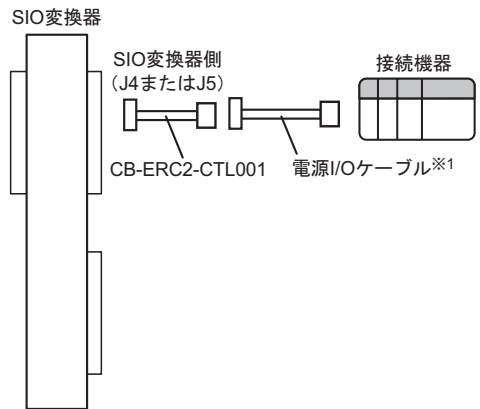 SIO変換器
SIO変換器側
（J4またはJ5）
接続機器
CB-ERC2-CTL001
電源I/Oケーブル※1